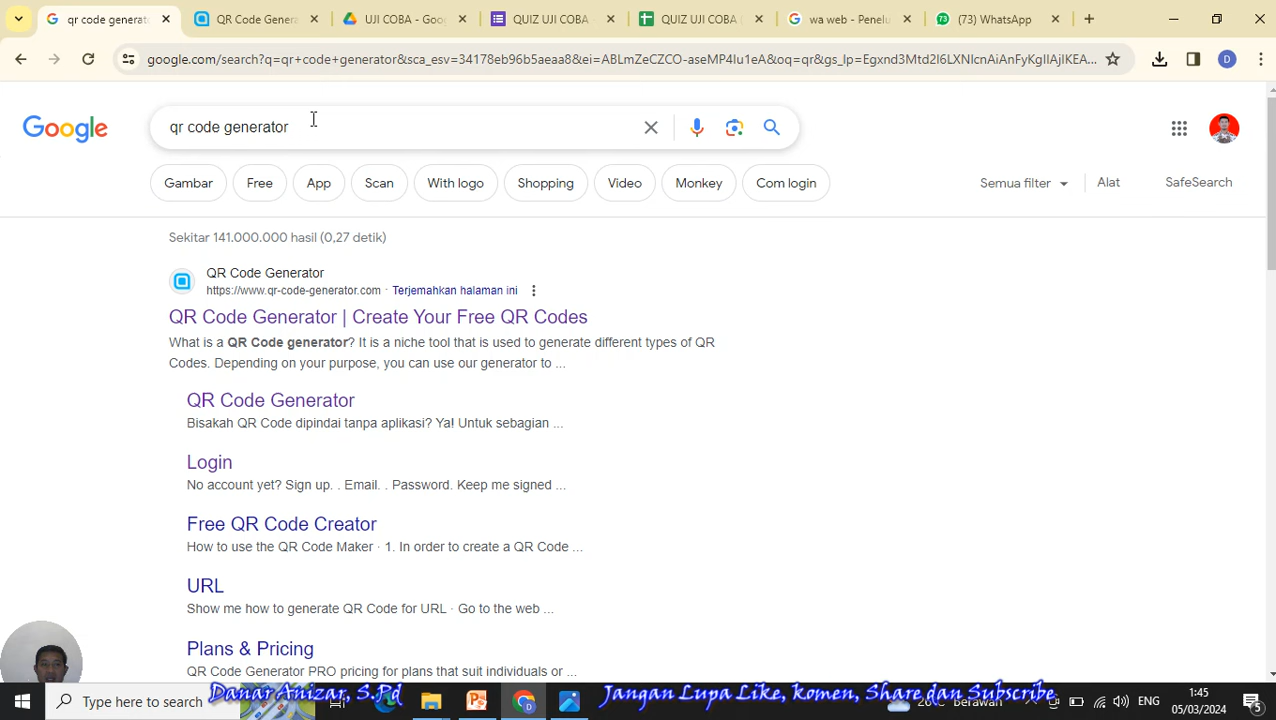 qr code generato
QR Code Genera
UJI COBA - Goo
QUIZ UJI COBA -
QUIZ UJI COBA
wa web - Penelu
(73) WhatsApp
google.com/search?q=qr+code+generator&sca_esv=34178eb96b5aeaa8&ei=ABLmZeCZCO-aseMP4Iu1eA&oq=qr&gs_lp=Egxnd3Mtd2l6LXNlcnAiAnFyKgIIAjIKEA...
D
Google
qr code generator
Gambar
Free
App
Scan
With logo
Shopping
Video
Monkey
Com login
Semua filter
Alat
SafeSearch
Sekitar 141.000.000 hasil (0,27 detik)
QR Code Generator
https://www.qr-code-generator.com · Terjemahkan halaman ini
QR Code Generator | Create Your Free QR Codes
What is a QR Code generator? It is a niche tool that is used to generate different types of QR
Codes. Depending on your purpose, you can use our generator to ...
QR Code Generator
Bisakah QR Code dipindai tanpa aplikasi? Ya! Untuk sebagian ...
Login
No account yet? Sign up. . Email. . Password. Keep me signed ...
Free QR Code Creator
How to use the QR Code Maker · 1. In order to create a QR Code ...
URL
Show me how to generate QR Code for URL · Go to the web ...
Plans & Pricing
QR Code Generator PRO pricing for plans that suit individuals or ...
Type here to search
Danar Anizar, S.Pd
Jangan Lupa Like, komen, Share dan Subscribe
Berawan
ENG
1:45
05/03/2024
5